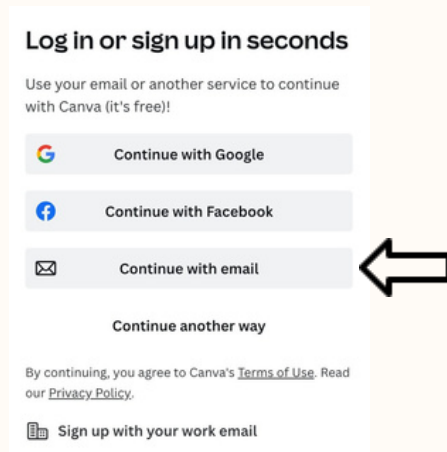 Log in or sign up in seconds
Use your email or another service to continue
with Canva (it's free)!
Continue with Google
Continue with Facebook
Continue with email
Continue another way
By continuing, you agree to Canva's Terms of Use. Read
our Privacy Policy.
Sign up with your work email